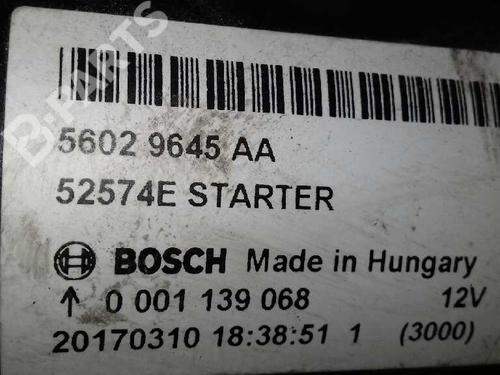 B-PARTS
5602 9645 AA
52574E STARTER
BOSCH Made in Hungary
↑ 0 001 139 068 12V
20170310 18:38:51 1 (3000)